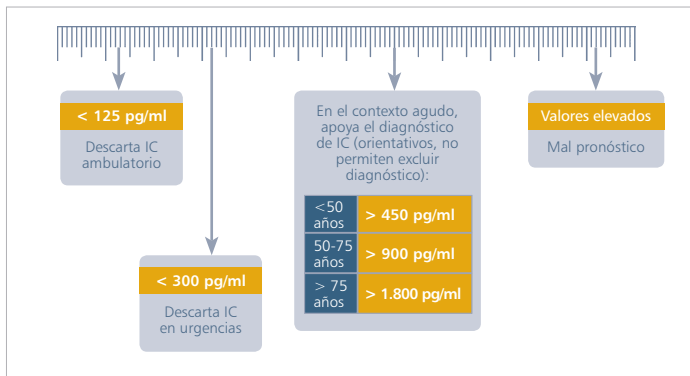 < 125 pg/ml
Descarta IC
ambulatorio
< 300 pg/ml
Descarta IC
en urgencias
En el contexto agudo,
apoya el diagnóstico
de IC (orientativos, no
permiten excluir
diagnóstico):
<50
años
> 450 pg/ml
50-75
años
> 900 pg/ml
> 75
años
> 1.800 pg/ml
Valores elevados
Mal pronóstico